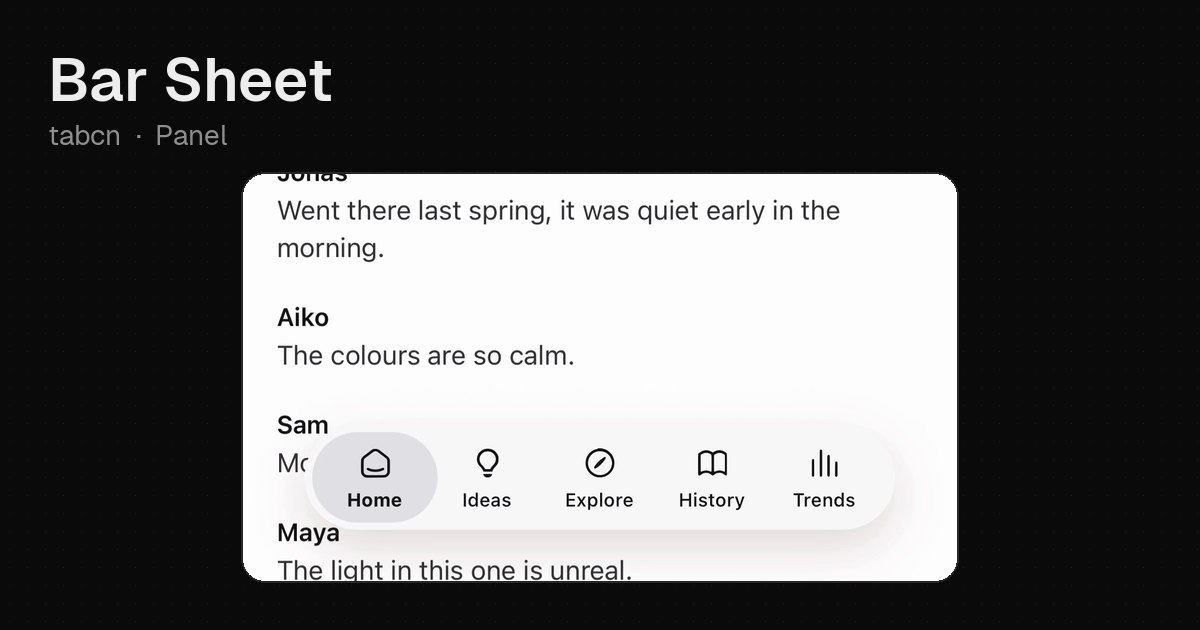 Bar Sheet
tabcn · Panel
Jonas
Went there last spring, it was quiet early in the
morning.
Aiko
The colours are so calm.
Sam
Home
Ideas
Explore
History
Trends
Maya
The light in this one is unreal.